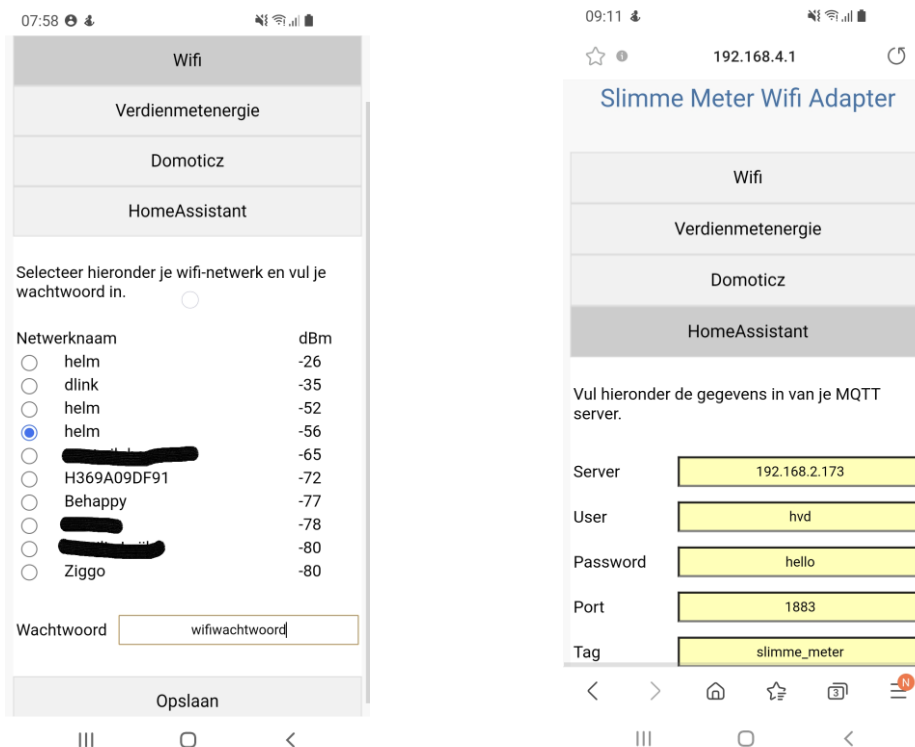 07:58
Wifi
Verdienmetenergie
Domoticz
HomeAssistant
Selecteer hieronder je wifi-netwerk en vul je
wachtwoord in.
Netwerknaam dBm
helm -26
dlink -35
helm -52
helm -56
-65
H369A09DF91 -72
Behappy -77
-78
-80
Ziggo -80
Wachtwoord wifiwachtwoord
Opslaan
09:11
192.168.4.1
Slimme Meter Wifi Adapter
Wifi
Verdienmetenergie
Domoticz
HomeAssistant
Vul hieronder de gegevens in van je MQTT
server.
Server 192.168.2.173
User hvd
Password hello
Port 1883
Tag slimme_meter
3
N